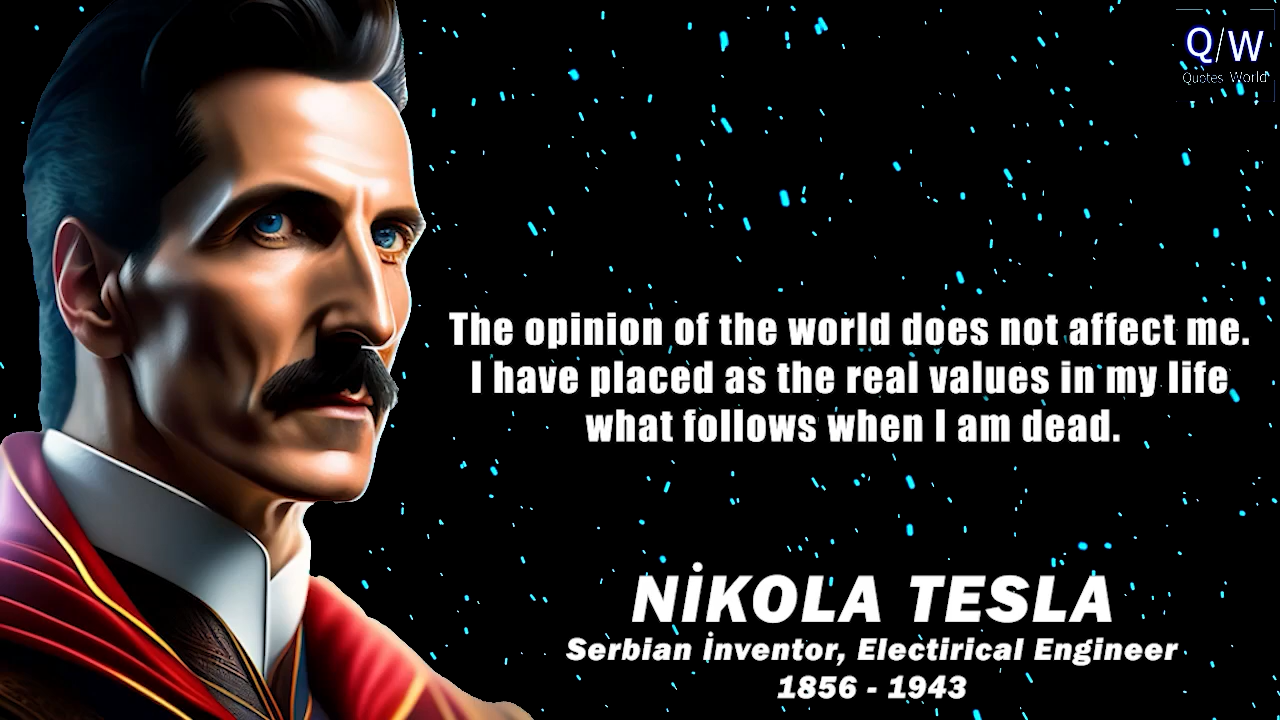 Q/W
Quotes World
The opinion of the world does not affect me.
I have placed as the real values in my life
what follows when I am dead.
NİKOLA TESLA
Serbian İnventor, Electirical Engineer
1856 - 1943